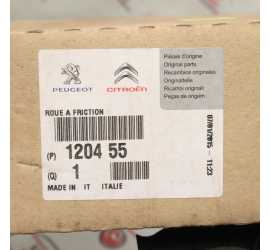 PEUGEOT
CITROËN
Pièces d'origine
Original parts
Recambios originales
Originalteile
Ricambi originali
Peças de origem
ROUE A FRICTION
(P) 1204 55
(Q) 1
MADE IN IT ITALIE